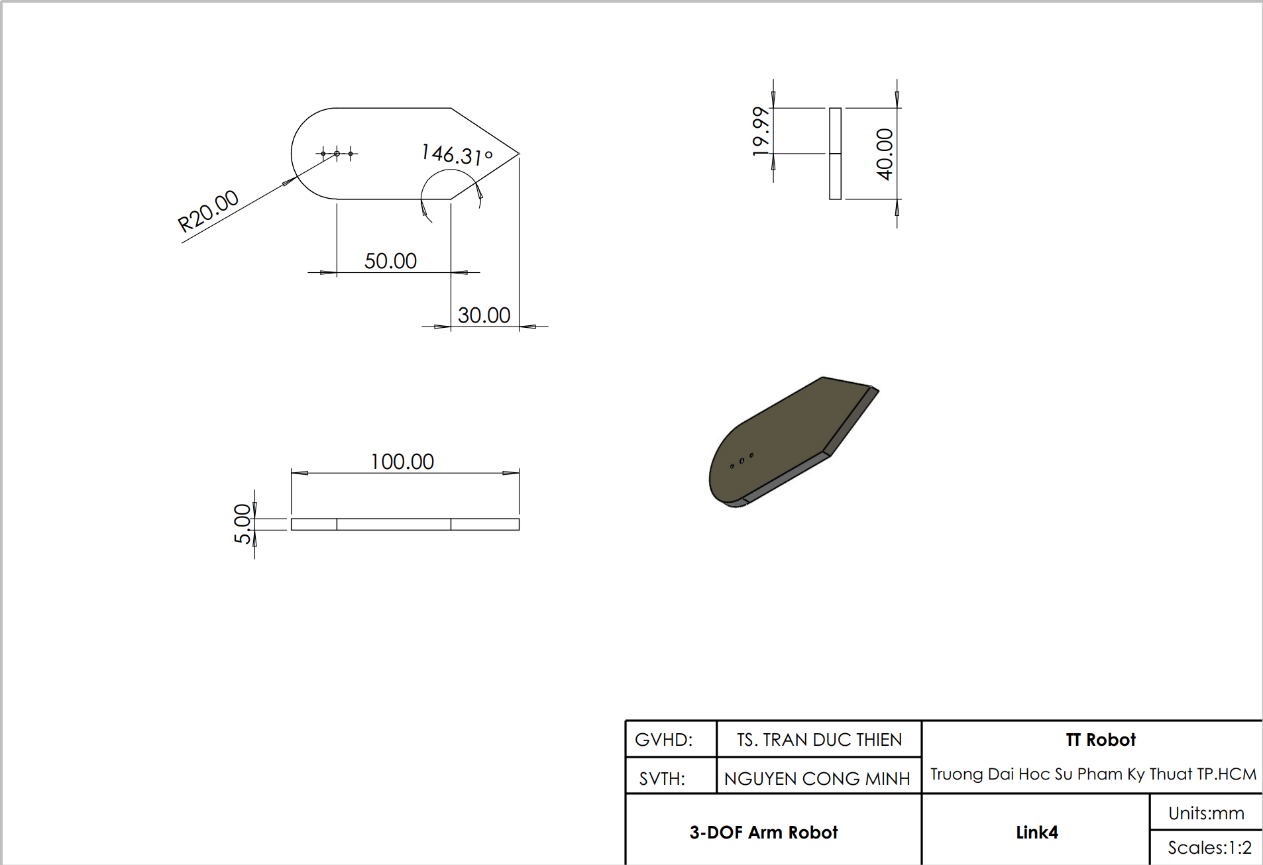 19.99
40.00
146.31°
R20.00
50.00
30.00
100.00
5.00
GVHD:
TS. TRAN DUC THIEN
TT Robot
SVTH:
NGUYEN CONG MINH
Truong Dai Hoc Su Pham Ky Thuat TP.HCM
3-DOF Arm Robot
Link4
Units:mm
Scales:1:2